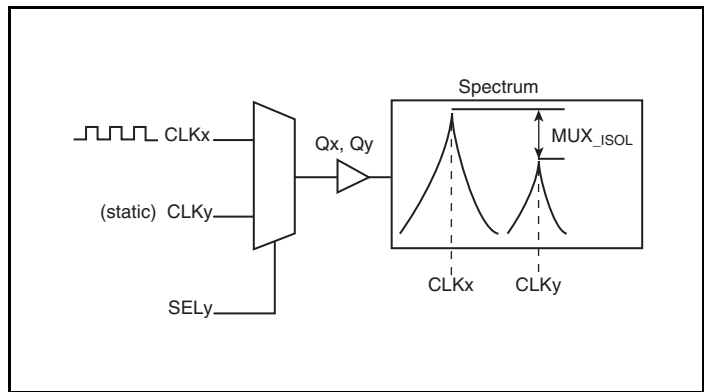 Spectrum
Qx, Qy
CLKx
MUX_ISOL
(static) CLKy
SELy
CLKx
CLKy